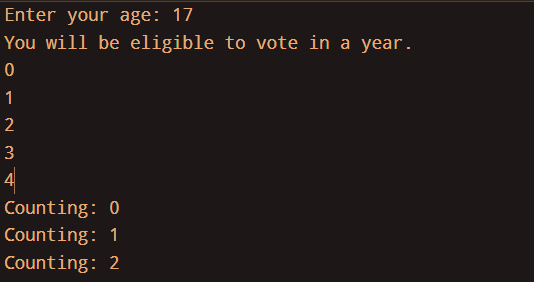 Enter your age: 17
You will be eligible to vote in a year.
0
1
2
3
4
Counting: 0
Counting: 1
Counting: 2